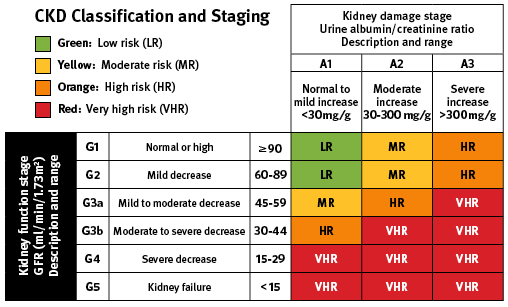 CKD Classification and Staging
Green: Low risk (LR)
Yellow: Moderate risk (MR)
Orange: High risk (HR)
Red: Very high risk (VHR)
Kidney damage stage
Urine albumin/creatinine ratio
Description and range
A1 A2 A3
Normal to mild increase <30mg/g
Moderate increase 30-300 mg/g
Severe increase >300mg/g
Kidney function stage
GFR (ml/min/1.73m²)
Description and range
G1 Normal or high ≥90 LR MR HR
G2 Mild decrease 60-89 LR MR HR
G3a Mild to moderate decrease 45-59 MR HR VHR
G3b Moderate to severe decrease 30-44 HR VHR VHR
G4 Severe decrease 15-29 VHR VHR VHR
G5 Kidney failure <15 VHR VHR VHR